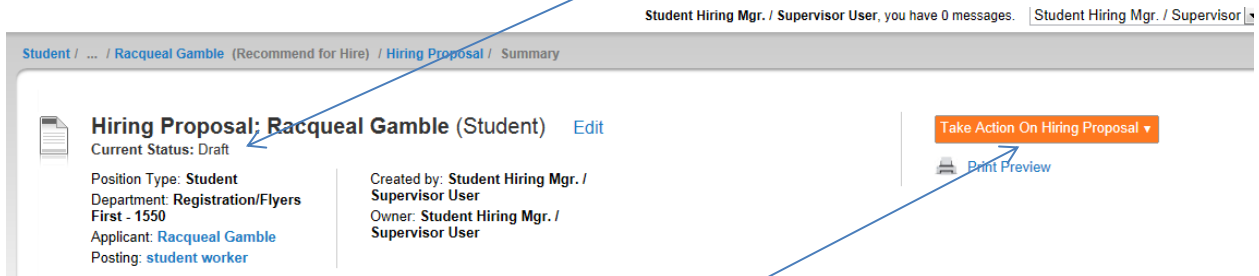 Student Hiring Mgr. / Supervisor User, you have 0 messages. Student Hiring Mgr. / Supervisor
Student / ... / Racqueal Gamble (Recommend for Hire) / Hiring Proposal / Summary
Hiring Proposal: Racqueal Gamble (Student) Edit
Current Status: Draft
Position Type: Student
Department: Registration/Flyers
First - 1550
Applicant: Racqueal Gamble
Posting: student worker
Created by: Student Hiring Mgr. /
Supervisor User
Owner: Student Hiring Mgr. /
Supervisor User
Take Action On Hiring Proposal
Print Preview